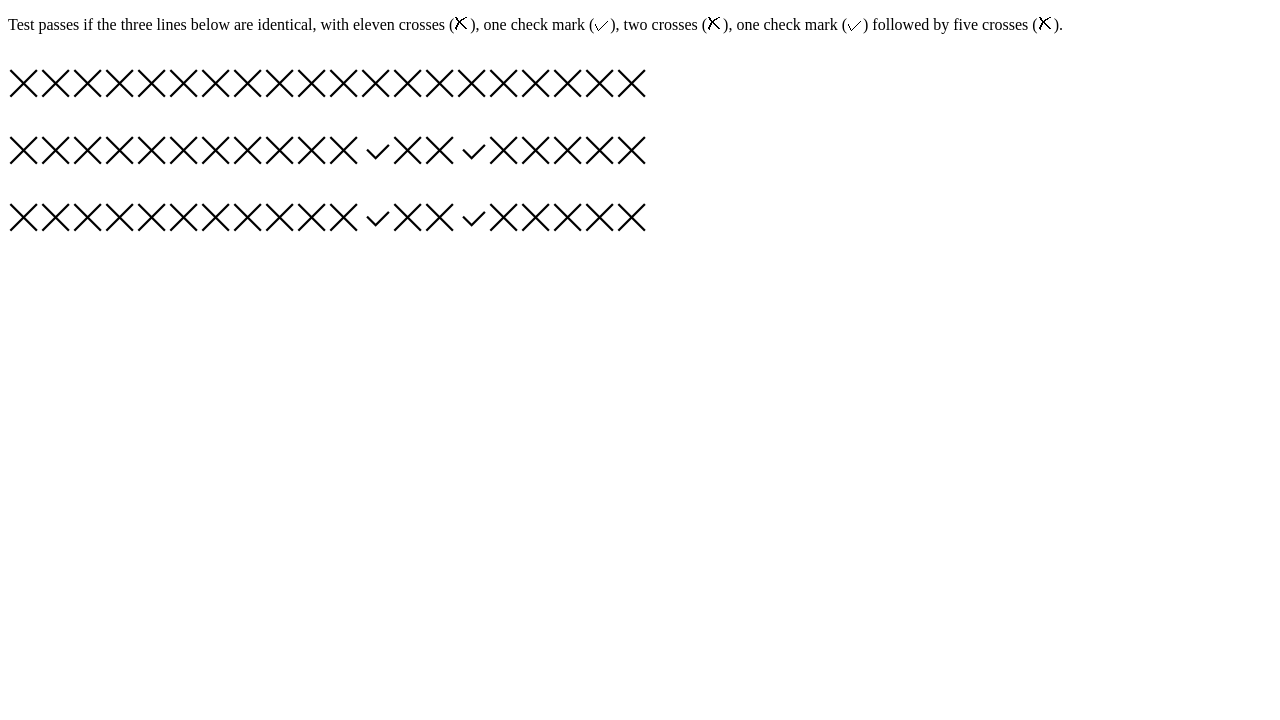 Test passes if the three lines below are identical, with eleven crosses (✗), one check mark (✓), two crosses (✗), one check mark (✓) followed by five crosses (✗).
✕✕✕✕✕✕✕✕✕✕✕✕✕✕✕✕✕✕✕✕
✕✕✕✕✕✕✕✕✕✕✕✓✕✕✓✕✕✕✕✕
✕✕✕✕✕✕✕✕✕✕✕✓✕✕✓✕✕✕✕✕